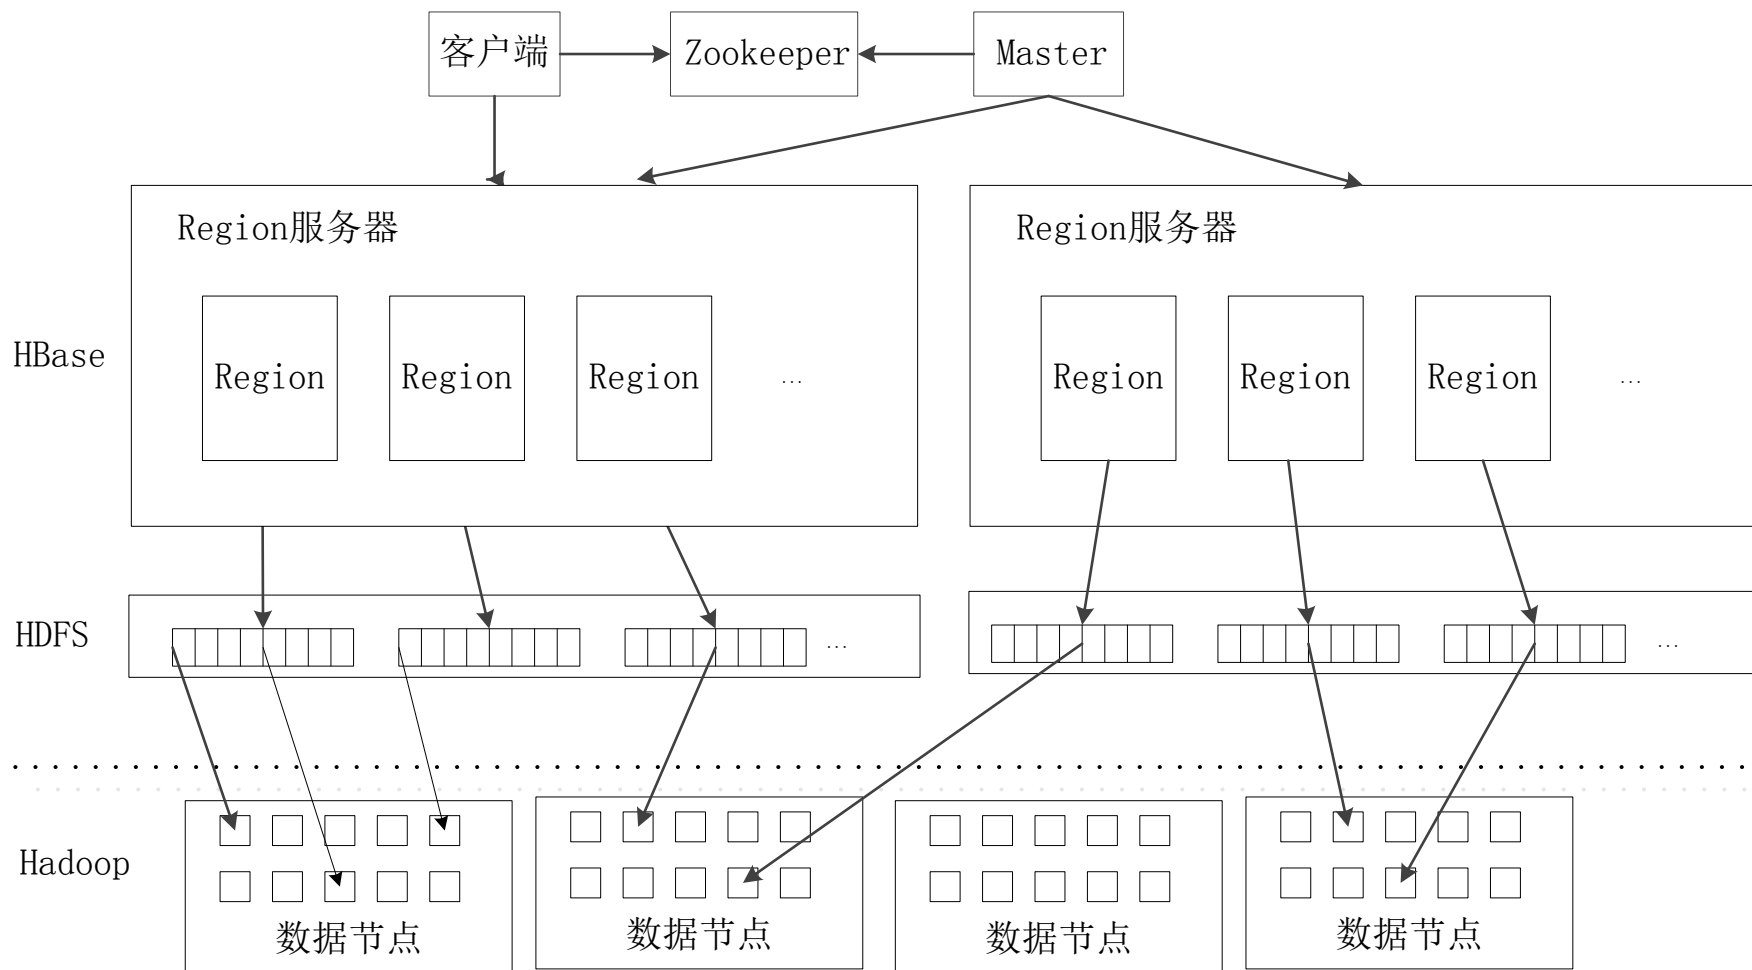 客户端
Zookeeper
Master
Region服务器
Region服务器
HBase
Region
Region
Region
...
Region
Region
Region
...
HDFS
...
...
Hadoop
数据节点
数据节点
数据节点
数据节点